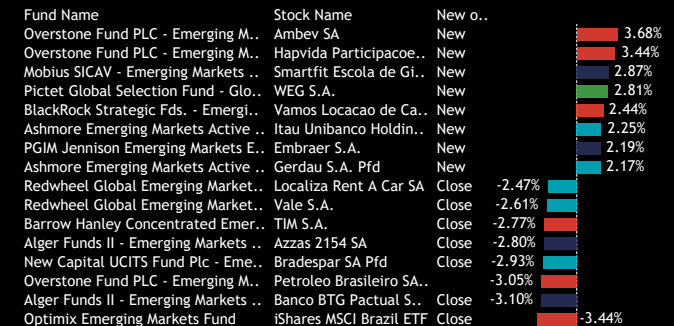 Fund Name Stock Name New o..
Overstone Fund PLC - Emerging M.. Ambev SA New 3.68%
Overstone Fund PLC - Emerging M.. Hapvida Participacoe.. New 3.44%
Mobius SICAV - Emerging Markets .. Smartfit Escola de Gi.. New 2.87%
Pictet Global Selection Fund - Glo.. WEG S.A. New 2.81%
BlackRock Strategic Fds. - Emergi.. Vamos Locacao de Ca.. New 2.44%
Ashmore Emerging Markets Active .. Itau Unibanco Holdin.. New 2.25%
PGIM Jennison Emerging Markets E.. Embraer S.A. New 2.19%
Ashmore Emerging Markets Active .. Gerdau S.A. Pfd New 2.17%
Redwheel Global Emerging Market.. Localiza Rent A Car SA Close -2.47%
Redwheel Global Emerging Market.. Vale S.A. Close -2.61%
Barrow Hanley Concentrated Emer.. TIM S.A. Close -2.77%
Alger Funds II - Emerging Markets .. Azzas 2154 SA Close -2.80%
New Capital UCITS Fund Plc - Eme.. Bradespar SA Pfd Close -2.93%
Overstone Fund PLC - Emerging M.. Petroleo Brasileiro SA.. -3.05%
Alger Funds II - Emerging Markets .. Banco BTG Pactual S.. Close -3.10%
Optimix Emerging Markets Fund iShares MSCI Brazil ETF Close -3.44%